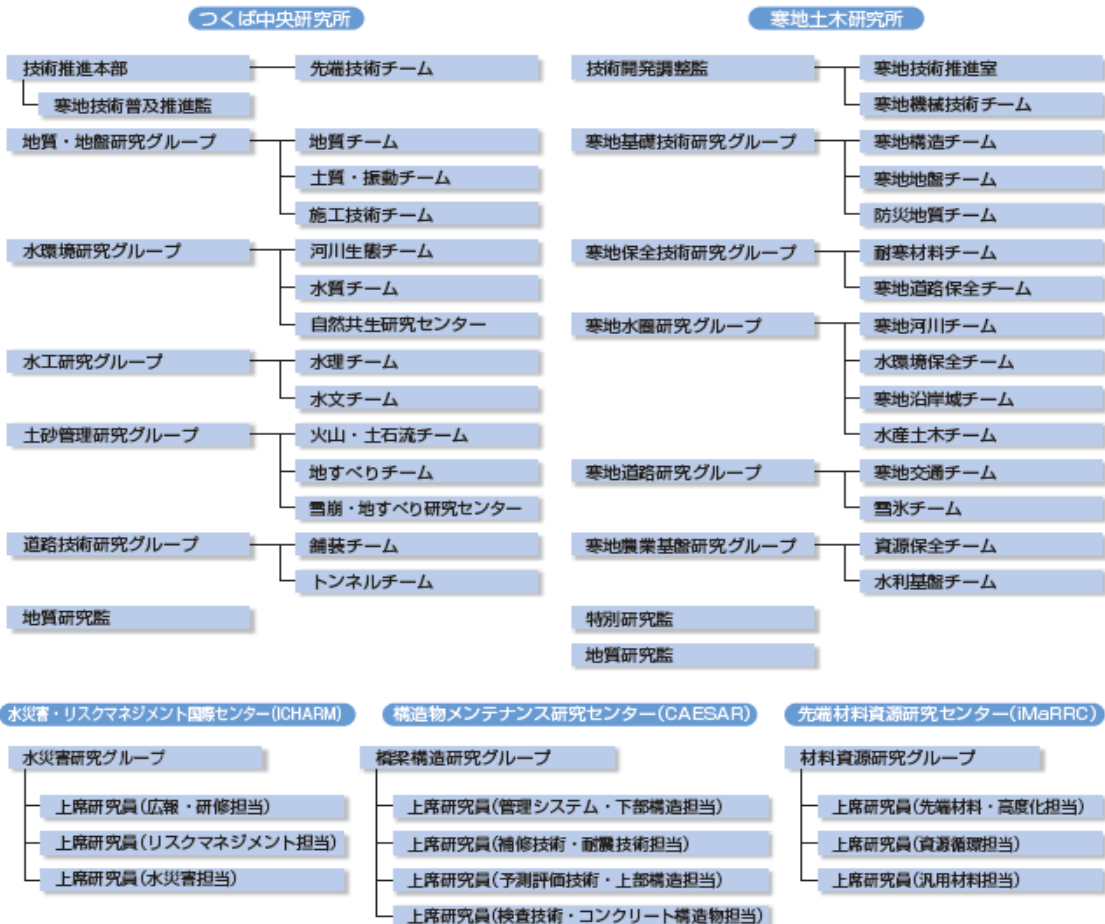 つくば中央研究所
技術推進本部
先端技術チーム
寒地技術普及推進監
地質・地盤研究グループ
地質チーム
土質・振動チーム
施工技術チーム
水環境研究グループ
河川生態チーム
水質チーム
自然共生研究センター
水工研究グループ
水理チーム
水文チーム
土砂管理研究グループ
火山・土石流チーム
地すべりチーム
雪崩・地すべり研究センター
道路技術研究グループ
舗装チーム
トンネルチーム
地質研究監
寒地土木研究所
技術開発調整監
寒地技術推進室
寒地機械技術チーム
寒地基礎技術研究グループ
寒地構造チーム
寒地地盤チーム
防災地質チーム
寒地保全技術研究グループ
耐寒材料チーム
寒地道路保全チーム
寒地水圏研究グループ
寒地河川チーム
水環境保全チーム
寒地沿岸域チーム
水産土木チーム
寒地道路研究グループ
寒地交通チーム
雪氷チーム
寒地農業基盤研究グループ
資源保全チーム
水利基盤チーム
特別研究監
地質研究監
水災害・リスクマネジメント国際センター(ICHARM)
水災害研究グループ
上席研究員(広報・研修担当)
上席研究員(リスクマネジメント担当)
上席研究員(水災害担当)
構造物メンテナンス研究センター(CAESAR)
橋梁構造研究グループ
上席研究員(管理システム・下部構造担当)
上席研究員(補修技術・耐震技術担当)
上席研究員(予測評価技術・上部構造担当)
上席研究員(検査技術・コンクリート構造物担当)
先端材料資源研究センター(iMaRRC)
材料資源研究グループ
上席研究員(先端材料・高度化担当)
上席研究員(資源循環担当)
上席研究員(汎用材料担当)